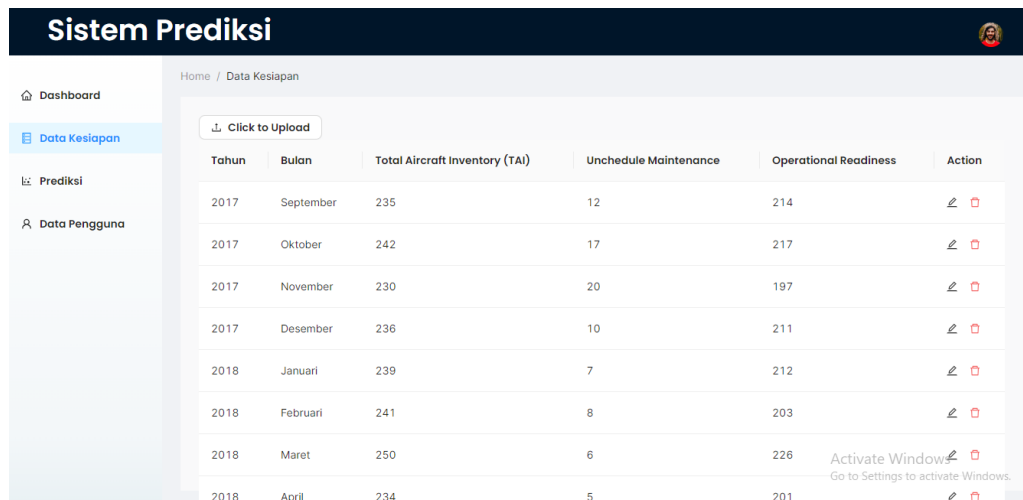 Sistem Prediksi
Home / Data Kesiapan
Dashboard
Data Kesiapan
Prediksi
Data Pengguna
Click to Upload
Tahun Bulan Total Aircraft Inventory (TAI) Unchedule Maintenance Operational Readiness Action
2017 September 235 12 214
2017 Oktober 242 17 217
2017 November 230 20 197
2017 Desember 236 10 211
2018 Januari 239 7 212
2018 Februari 241 8 203
2018 Maret 250 6 226
2018 April 234 5 201
Activate Windows
Go to Settings to activate Windows.